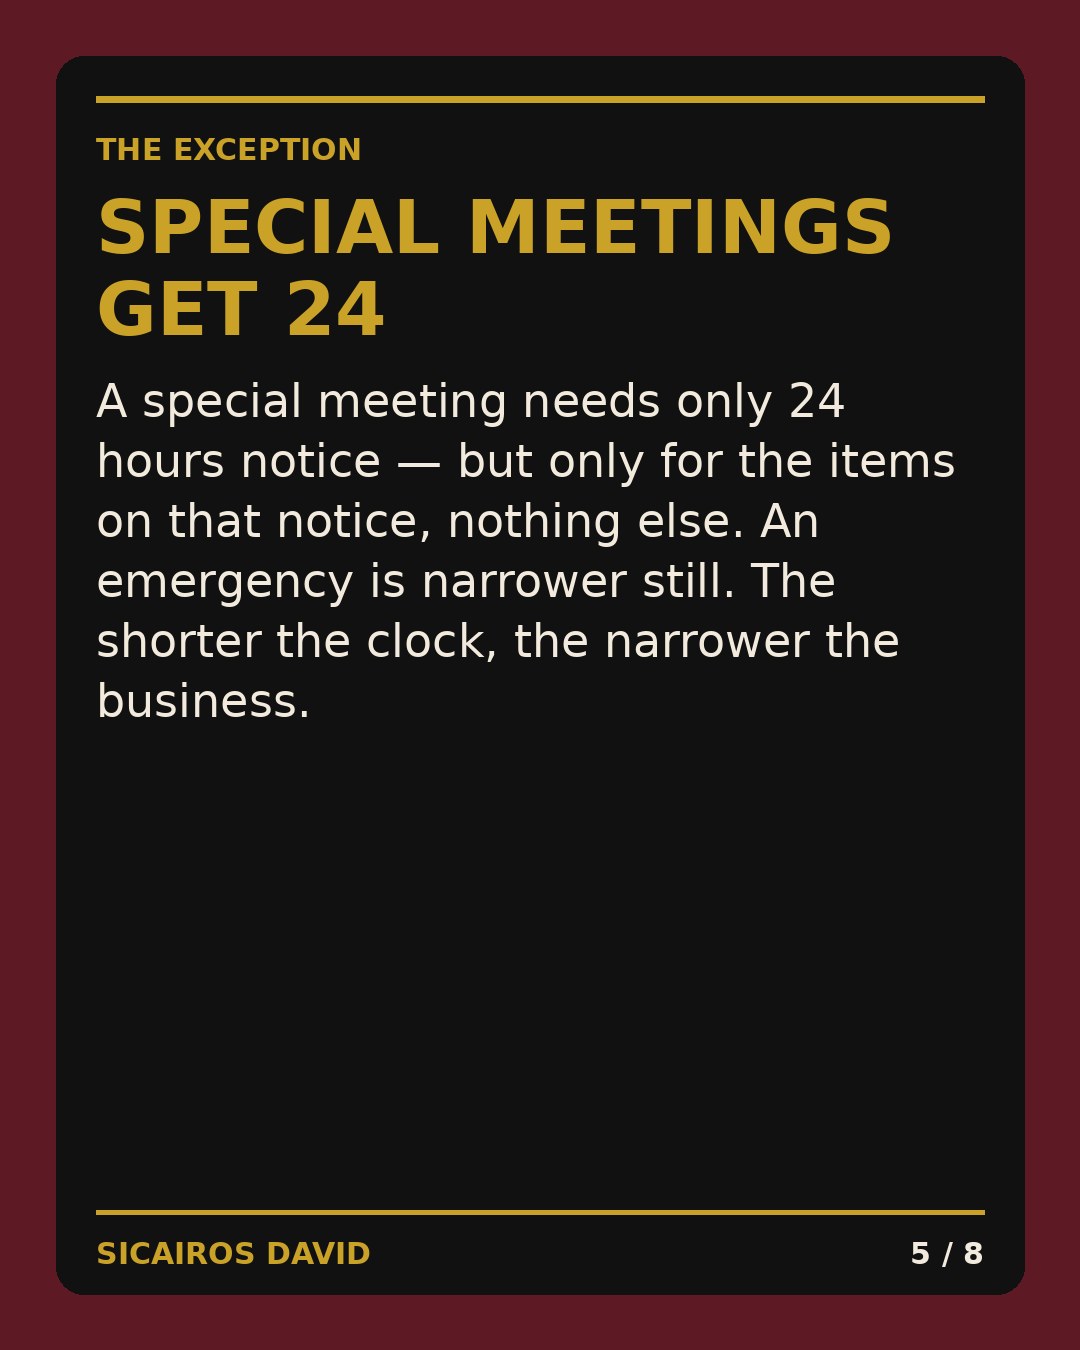 THE EXCEPTION
SPECIAL MEETINGS
GET 24
A special meeting needs only 24
hours notice — but only for the items
on that notice, nothing else. An
emergency is narrower still. The
shorter the clock, the narrower the
business.
SICAIROS DAVID
5 / 8